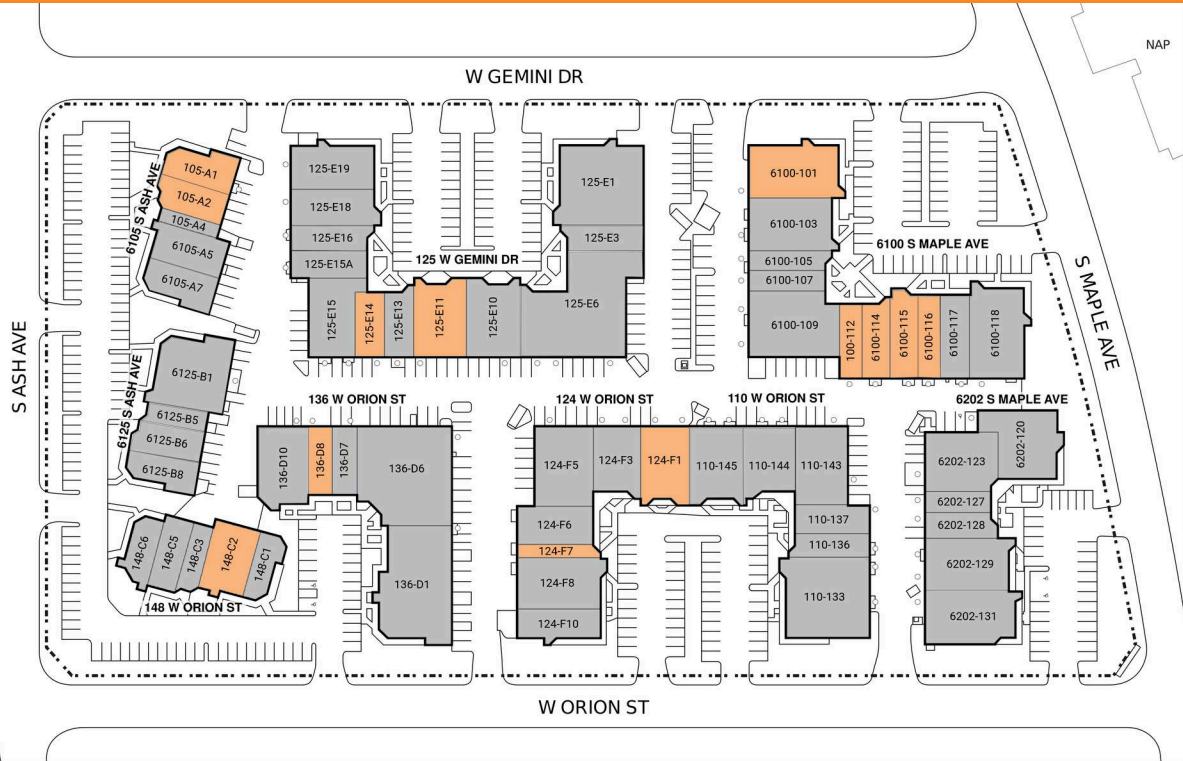 NAP
W GEMINI DR
105-A1
105-A2
105-A4
6105-A5
6105-A7
6105 S ASH AVE
125-E19
125-E18
125-E16
125-E15A
125-E15
125-E14
125-E13
125-E11
125-E10
125-E6
125-E3
125-E1
125 W GEMINI DR
6100-101
6100-103
6100-105
6100-107
6100-109
100-112
6100-114
6100-115
6100-116
6100-117
6100-118
6100 S MAPLE AVE
S MAPLE AVE
S ASH AVE
6125 S ASH AVE
6125-B1
6125-B5
6125-B6
6125-B8
136 W ORION ST
136-D10
136-D8
136-D7
136-D6
136-D1
124 W ORION ST
110 W ORION ST
124-F5
124-F3
124-F1
110-145
110-144
110-143
124-F6
124-F7
124-F8
124-F10
110-137
110-136
110-133
6202 S MAPLE AVE
6202-120
6202-123
6202-127
6202-128
6202-129
6202-131
148-C6
148-C5
148-C3
148-C2
148-C1
148 W ORION ST
W ORION ST